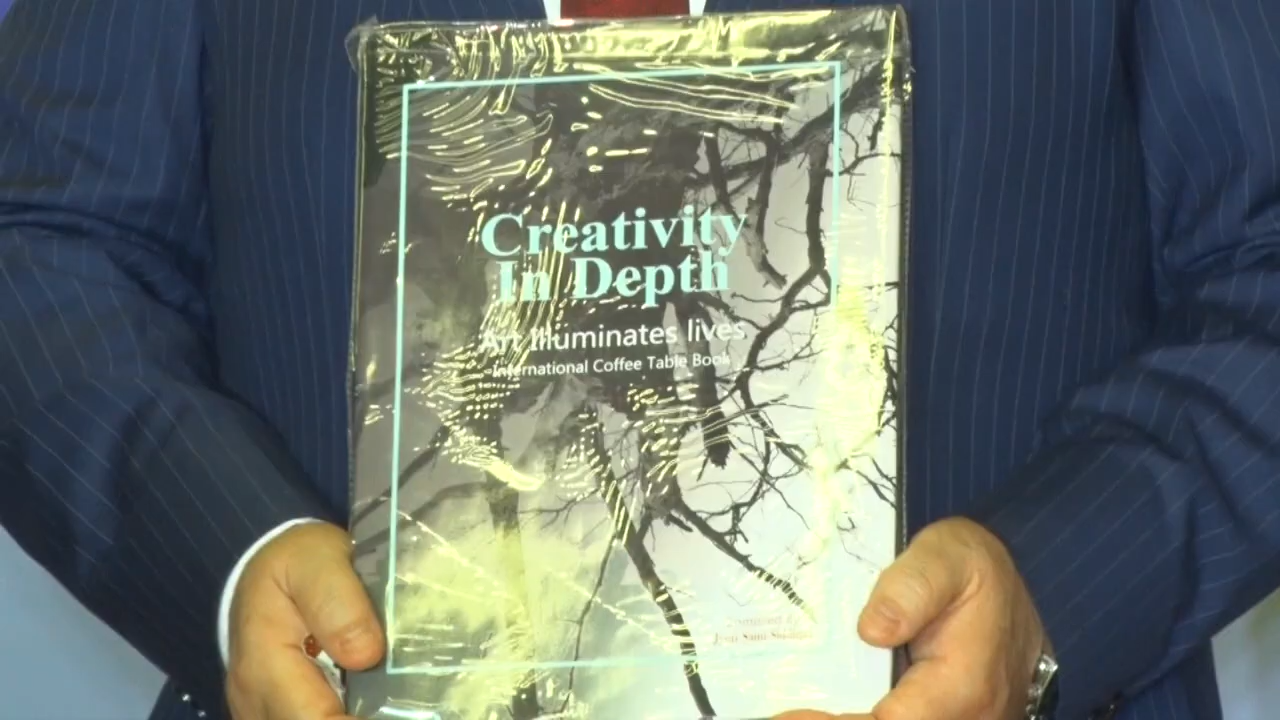 Creativity
In Depth
Art Illuminates lives
International Coffee Table Book